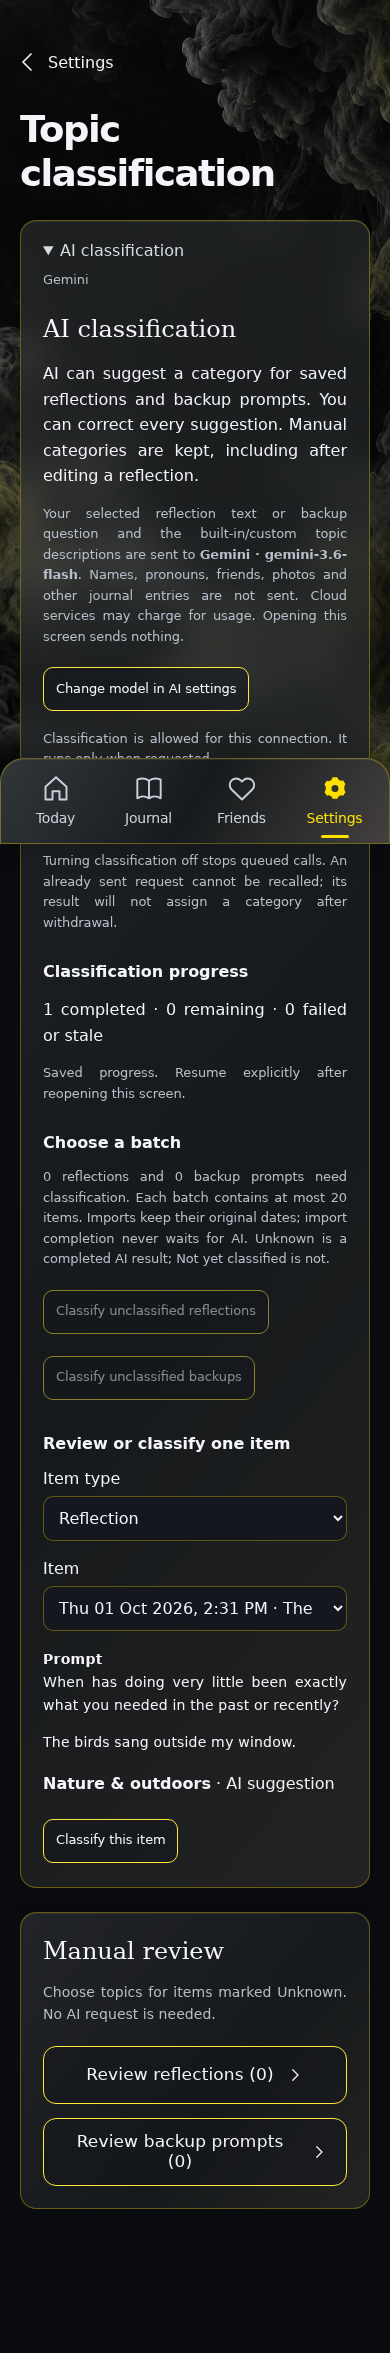 Settings
Topic
classification
▼ AI classification
Gemini
AI classification
AI can suggest a category for saved
reflections and backup prompts. You
can correct every suggestion. Manual
categories are kept, including after
editing a reflection.
Your selected reflection text or backup
question and the built-in/custom topic
descriptions are sent to Gemini · gemini-3.6-
flash. Names, pronouns, friends, photos and
other journal entries are not sent. Cloud
services may charge for usage. Opening this
screen sends nothing.
Change model in AI settings
Classification is allowed for this connection. It
runs only when requested.
Today
Journal
Friends
Settings
Turning classification off stops queued calls. An
already sent request cannot be recalled; its
result will not assign a category after
withdrawal.
Classification progress
1 completed · 0 remaining · 0 failed
or stale
Saved progress. Resume explicitly after
reopening this screen.
Choose a batch
0 reflections and 0 backup prompts need
classification. Each batch contains at most 20
items. Imports keep their original dates; import
completion never waits for AI. Unknown is a
completed AI result; Not yet classified is not.
Classify unclassified reflections
Classify unclassified backups
Review or classify one item
Item type
Reflection
Item
Thu 01 Oct 2026, 2:31 PM · The
Prompt
When has doing very little been exactly
what you needed in the past or recently?
The birds sang outside my window.
Nature & outdoors · AI suggestion
Classify this item
Manual review
Choose topics for items marked Unknown.
No AI request is needed.
Review reflections (0)
Review backup prompts
(0)